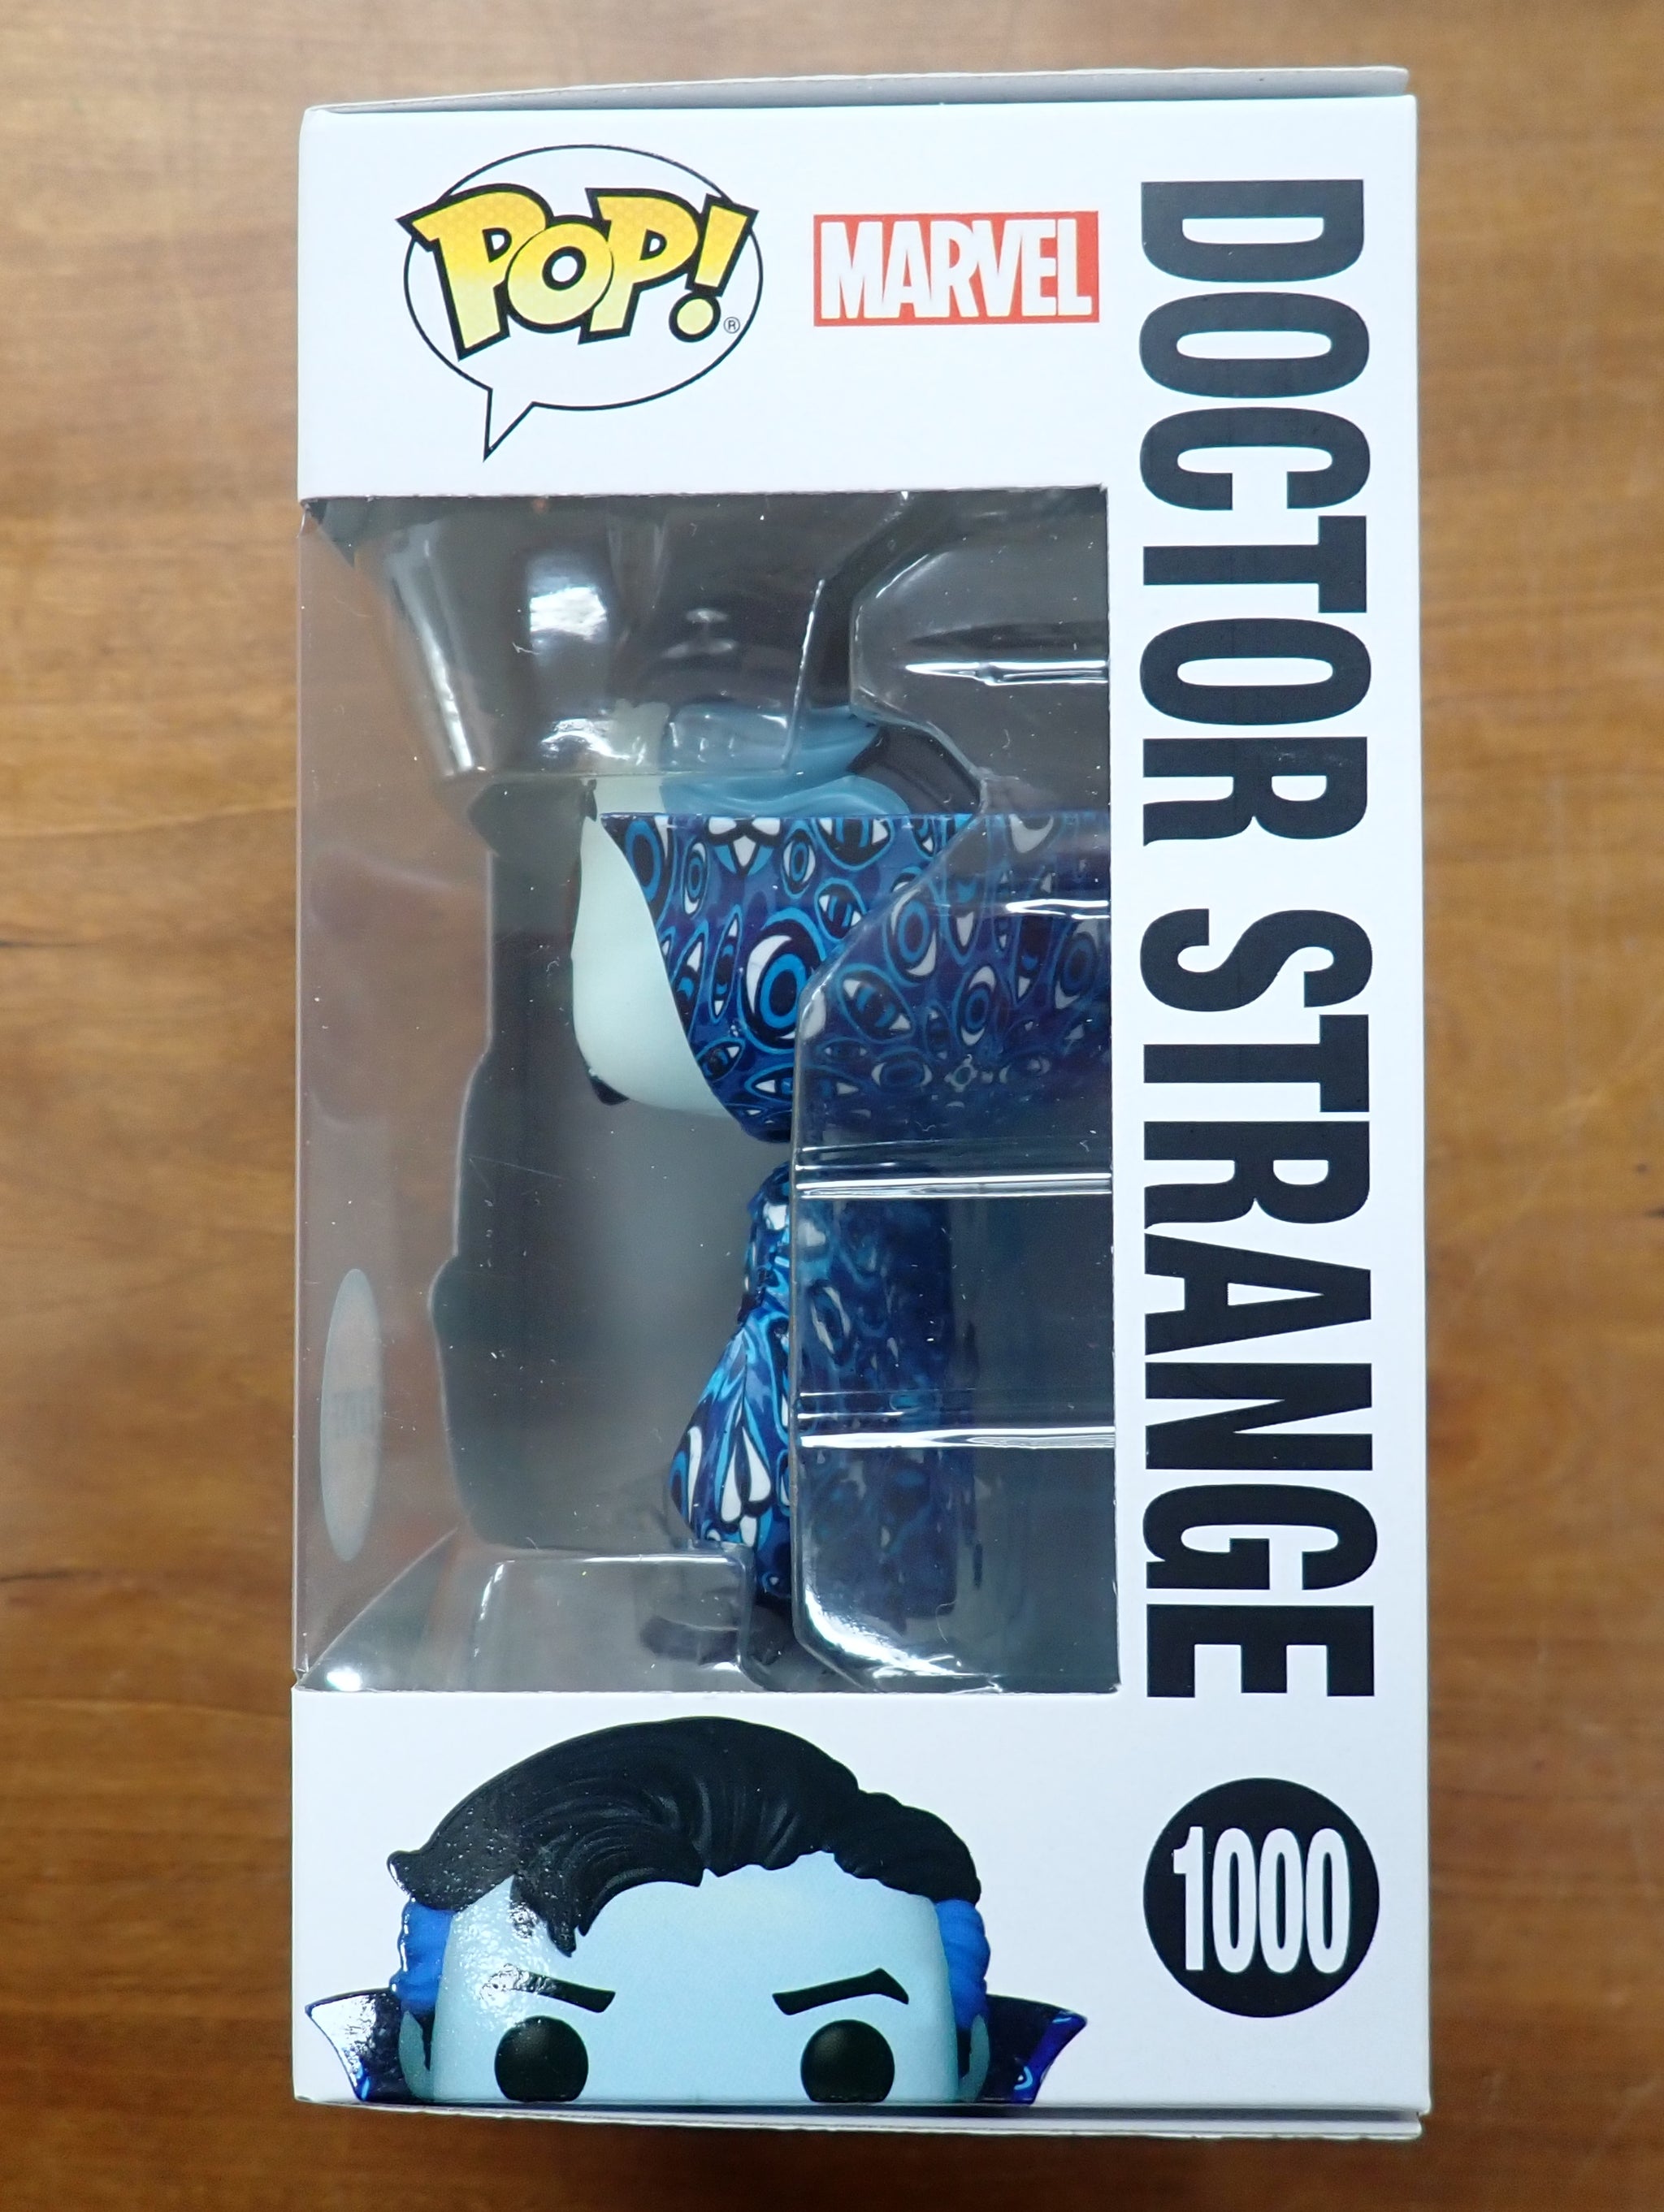 POP!®
MARVEL
DOCTOR STRANGE
1000